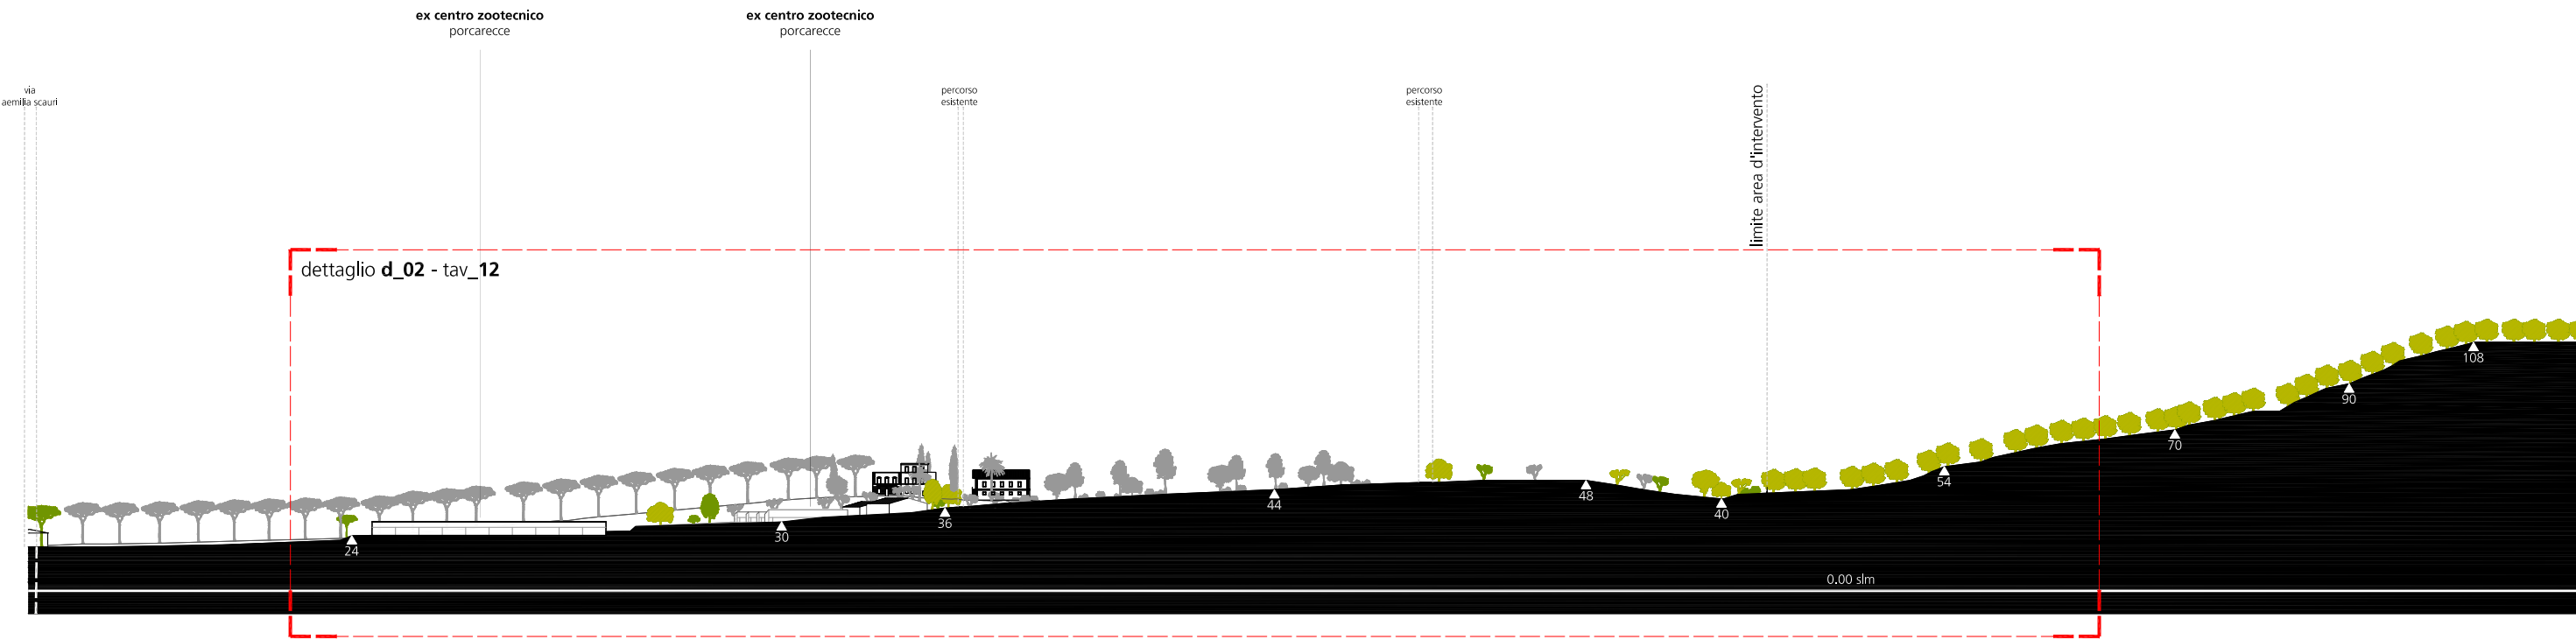 ex centro zootecnico
porcarecce
ex centro zootecnico
porcarecce
via
aemilia scauri
percorso
esistente
percorso
esistente
limite area d'intervento
dettaglio d_02 - tav_12
24
30
36
44
48
40
54
70
90
108
0.00 slm